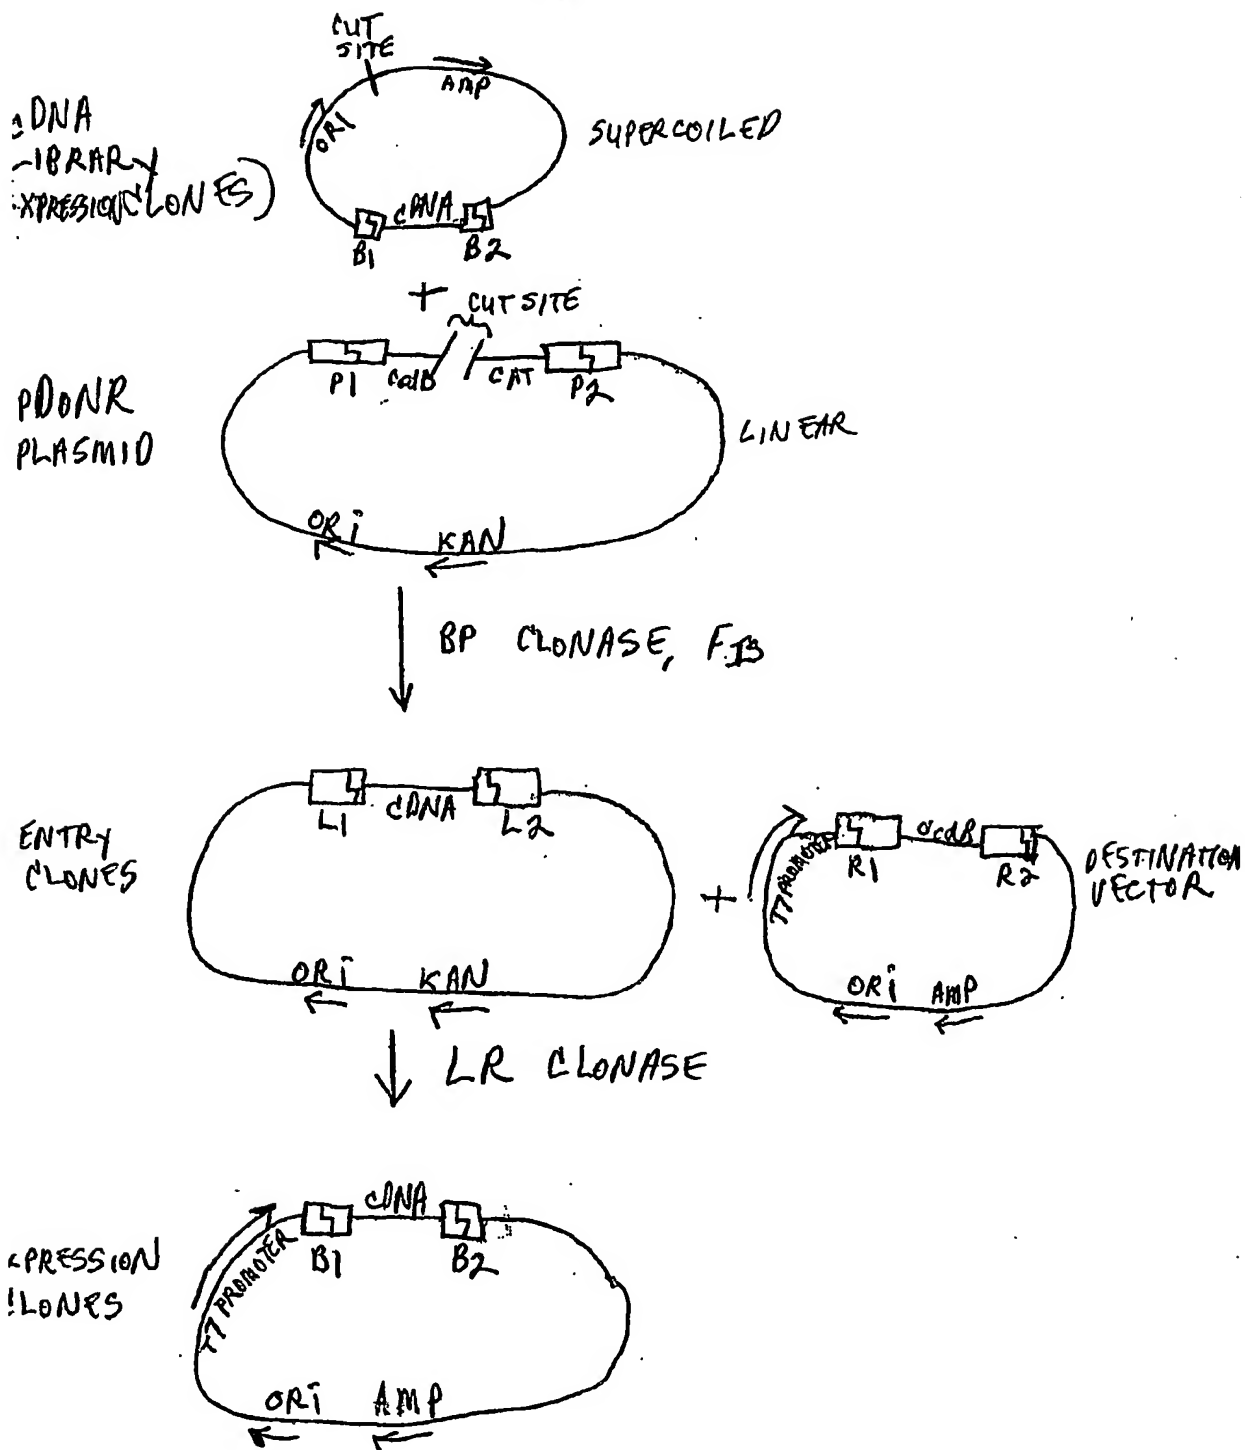 CUT
SITE
AMP
ORI
SUPERCOILED
DNA
IBRARY
XPRESSION CLONES)
cDNA
B1
B2
+
CUT SITE
P1
CAT
P2
pDONR
PLASMID
LINEAR
ORi
KAN
BP CLONASE,
L1
cDNA
L2
ENTRY
CLONES
T7 PROMOTER
R1
R2
DESTINATION
VECTOR
+
ORi
KAN
ORi
AMP
LR CLONASE
cDNA
B1
B2
T7 PROMOTER
PRESSION
LONES
ORi
AMP